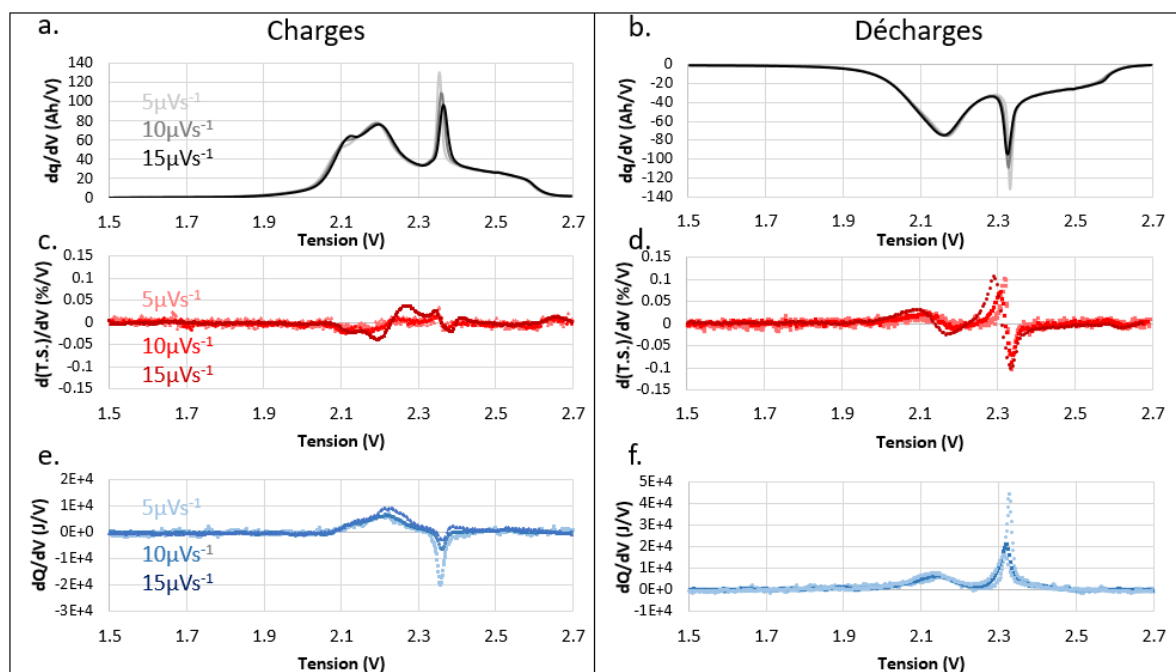 a.
Charges
dq/dV (Ah/V)
140
120
100
80
60
40
20
0
5µVs⁻¹
10µVs⁻¹
15µVs⁻¹
1.5 1.7 1.9 2.1 2.3 2.5 2.7
Tension (V)
b.
Décharges
dq/dV (Ah/V)
0
-20
-40
-60
-80
-100
-120
-140
1.5 1.7 1.9 2.1 2.3 2.5 2.7
Tension (V)
c.
d(T.S.)/dV (%/V)
0.15
0.1
0.05
0
-0.05
-0.1
-0.15
5µVs⁻¹
10µVs⁻¹
15µVs⁻¹
1.5 1.7 1.9 2.1 2.3 2.5 2.7
Tension (V)
d.
d(T.S.)/dV (%/V)
0.15
0.1
0.05
0
-0.05
-0.1
-0.15
1.5 1.7 1.9 2.1 2.3 2.5 2.7
Tension (V)
e.
dQ/dV (J/V)
2E+4
1E+4
0E+0
-1E+4
-2E+4
-3E+4
5µVs⁻¹
10µVs⁻¹
15µVs⁻¹
1.5 1.7 1.9 2.1 2.3 2.5 2.7
Tension (V)
f.
dQ/dV (J/V)
5E+4
4E+4
3E+4
2E+4
1E+4
0E+0
-1E+4
1.5 1.7 1.9 2.1 2.3 2.5 2.7
Tension (V)